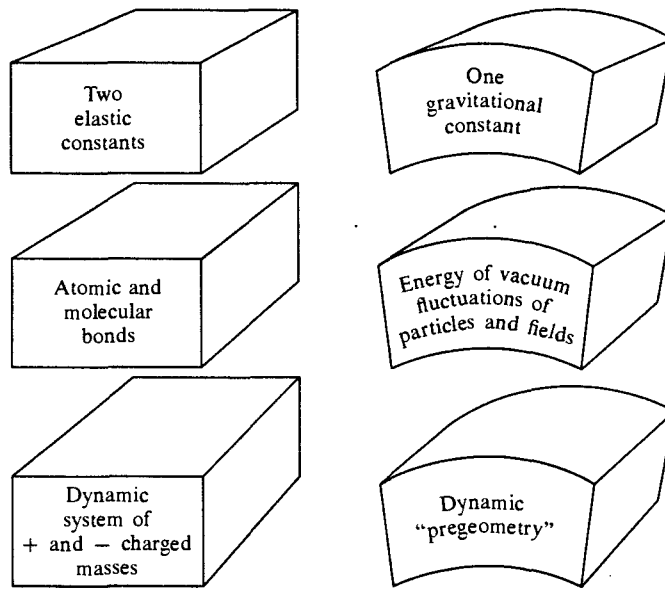 Two
elastic
constants
One
gravitational
constant
Atomic and
molecular
bonds
Energy of vacuum
fluctuations of
particles and fields
Dynamic
system of
+ and − charged
masses
Dynamic
“pregeometry”